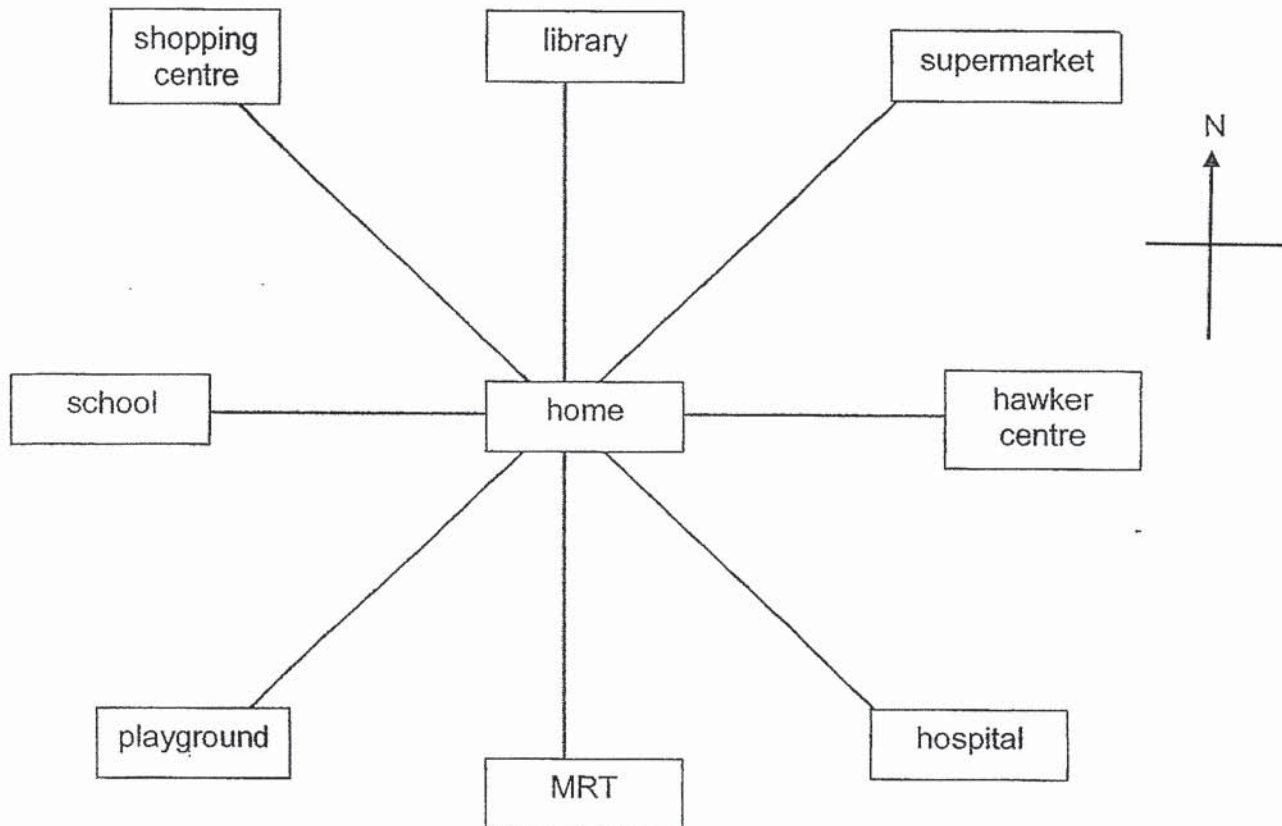 shopping
centre
library
supermarket
N
school
home
hawker
centre
playground
MRT
hospital